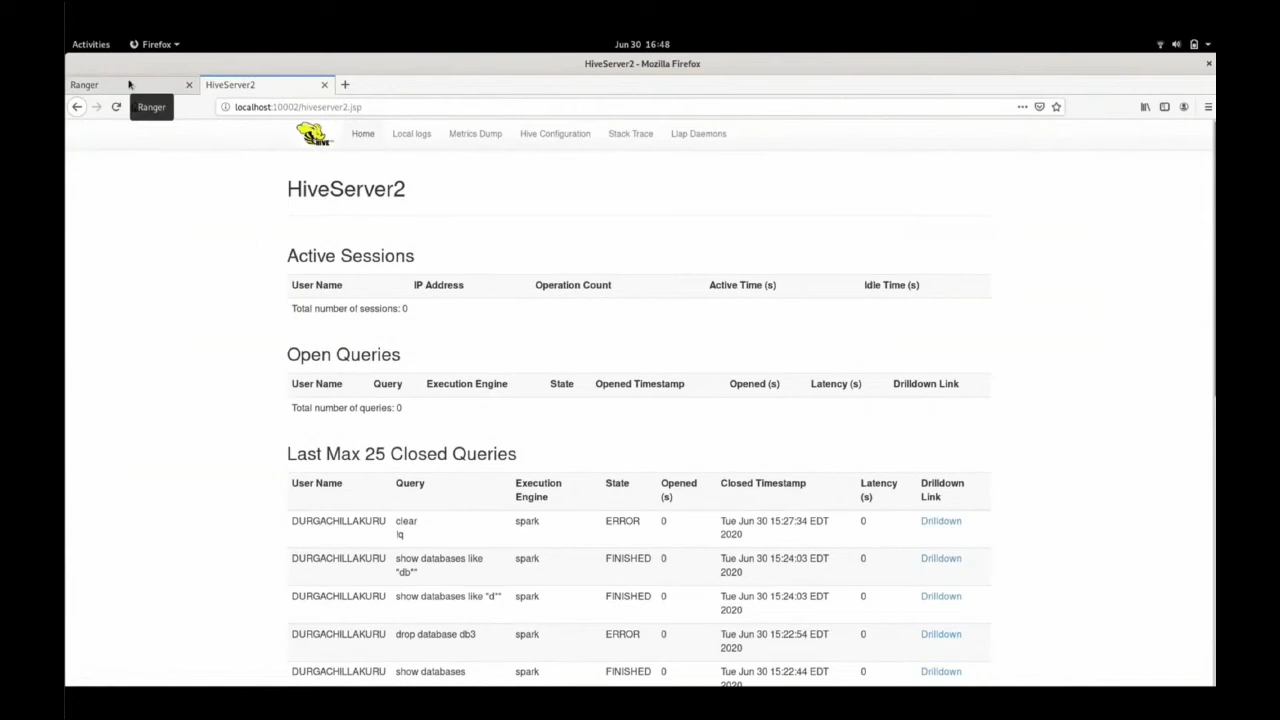 Activities Firefox Jun 30 16:48
HiveServer2 - Mozilla Firefox
Ranger HiveServer2
Ranger localhost:10002/hiveserver2.jsp
HIVE Home Local logs Metrics Dump Hive Configuration Stack Trace Llap Daemons
HiveServer2
Active Sessions
User Name IP Address Operation Count Active Time (s) Idle Time (s)
Total number of sessions: 0
Open Queries
User Name Query Execution Engine State Opened Timestamp Opened (s) Latency (s) Drilldown Link
Total number of queries: 0
Last Max 25 Closed Queries
User Name Query Execution State Opened Closed Timestamp Latency Drilldown
Engine (s) (s) Link
DURGACHILLAKURU clear spark ERROR 0 Tue Jun 30 15:27:34 EDT 0 Drilldown
!q 2020
DURGACHILLAKURU show databases like spark FINISHED 0 Tue Jun 30 15:24:03 EDT 0 Drilldown
"db*" 2020
DURGACHILLAKURU show databases like "d*" spark FINISHED 0 Tue Jun 30 15:24:03 EDT 0 Drilldown
2020
DURGACHILLAKURU drop database db3 spark ERROR 0 Tue Jun 30 15:22:54 EDT 0 Drilldown
2020
DURGACHILLAKURU show databases spark FINISHED 0 Tue Jun 30 15:22:44 EDT 0 Drilldown
2020